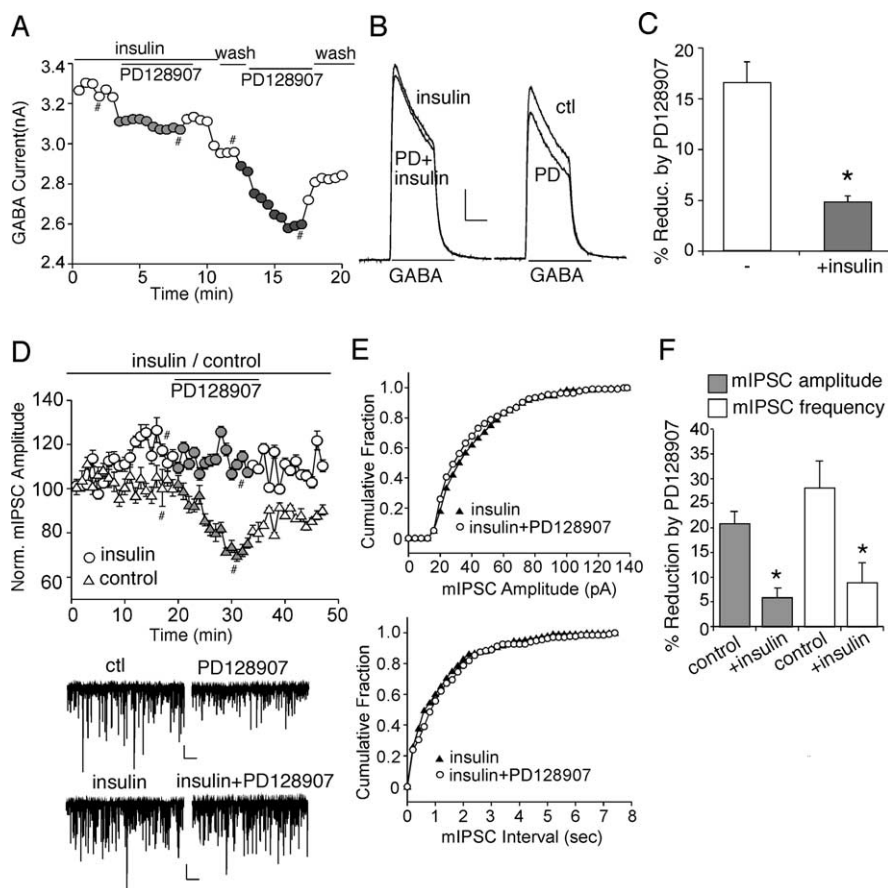 A
insulin wash wash
PD128907 PD128907
GABA Current(nA)
3.4
3.2
3.0
2.8
2.6
2.4
# # # #
0 5 10 15 20
Time (min)
B
insulin
PD+
insulin
GABA
ctl
PD
GABA
C
% Reduc. by PD128907
20
15
10
5
0
*
- +insulin
D
insulin / control
PD128907
Norm. mIPSC Amplitude
140
120
100
80
60
# #
# #
insulin
control
0 10 20 30 40 50
Time (min)
ctl PD128907
insulin insulin+PD128907
E
Cumulative Fraction
1.0
0.8
0.6
0.4
0.2
0
insulin
insulin+PD128907
0 20 40 60 80 100 120 140
mIPSC Amplitude (pA)
Cumulative Fraction
1.0
0.8
0.6
0.4
0.2
0
insulin
insulin+PD128907
0 1 2 3 4 5 6 7 8
mIPSC Interval (sec)
F
mIPSC amplitude
mIPSC frequency
% Reduction by PD128907
40
35
30
25
20
15
10
5
0
* *
control +insulin control +insulin